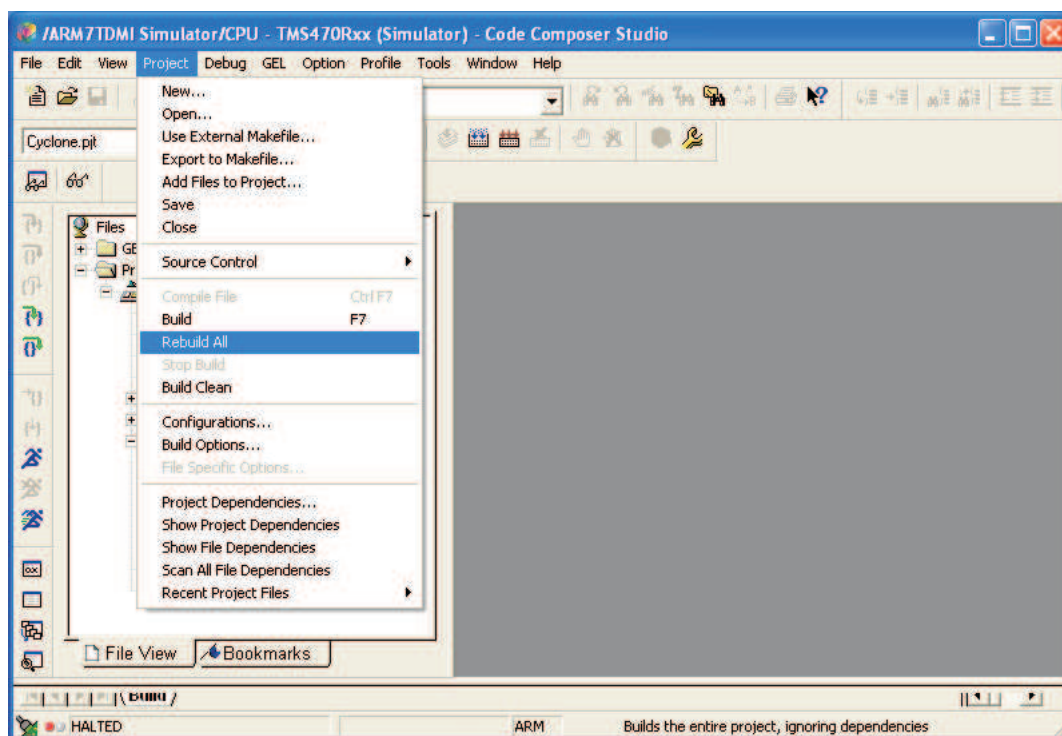 /ARM7TDMI Simulator/CPU - TMS470Rxx (Simulator) - Code Composer Studio
File Edit View Project Debug GEL Option Profile Tools Window Help
New...
Open...
Use External Makefile...
Export to Makefile...
Cyclone.pjt
Add Files to Project...
Save
Files
Close
GE
Source Control
Pr
Compile File Ctrl F7
Build F7
Rebuild All
Stop Build
Build Clean
Configurations...
Build Options...
File Specific Options...
Project Dependencies...
Show Project Dependencies
Show File Dependencies
Scan All File Dependencies
Recent Project Files
File View Bookmarks
Build
HALTED ARM Builds the entire project, ignoring dependencies